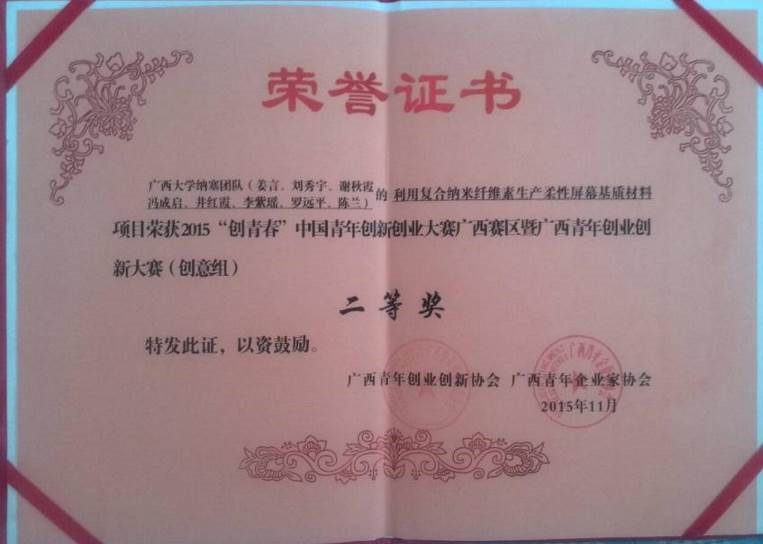 荣誉证书
广西大学纳塞团队（姜言、刘秀宇、谢秋霞
冯成启、井红霞、李紫瑶、罗远平、陈兰）的 利用复合纳米纤维素生产柔性屏幕基质材料
项目荣获2015“创青春”中国青年创新创业大赛广西赛区暨广西青年创业创
新大赛（创意组）
二等奖
特发此证，以资鼓励。
广西青年创业创新协会 广西青年企业家协会
2015年11月